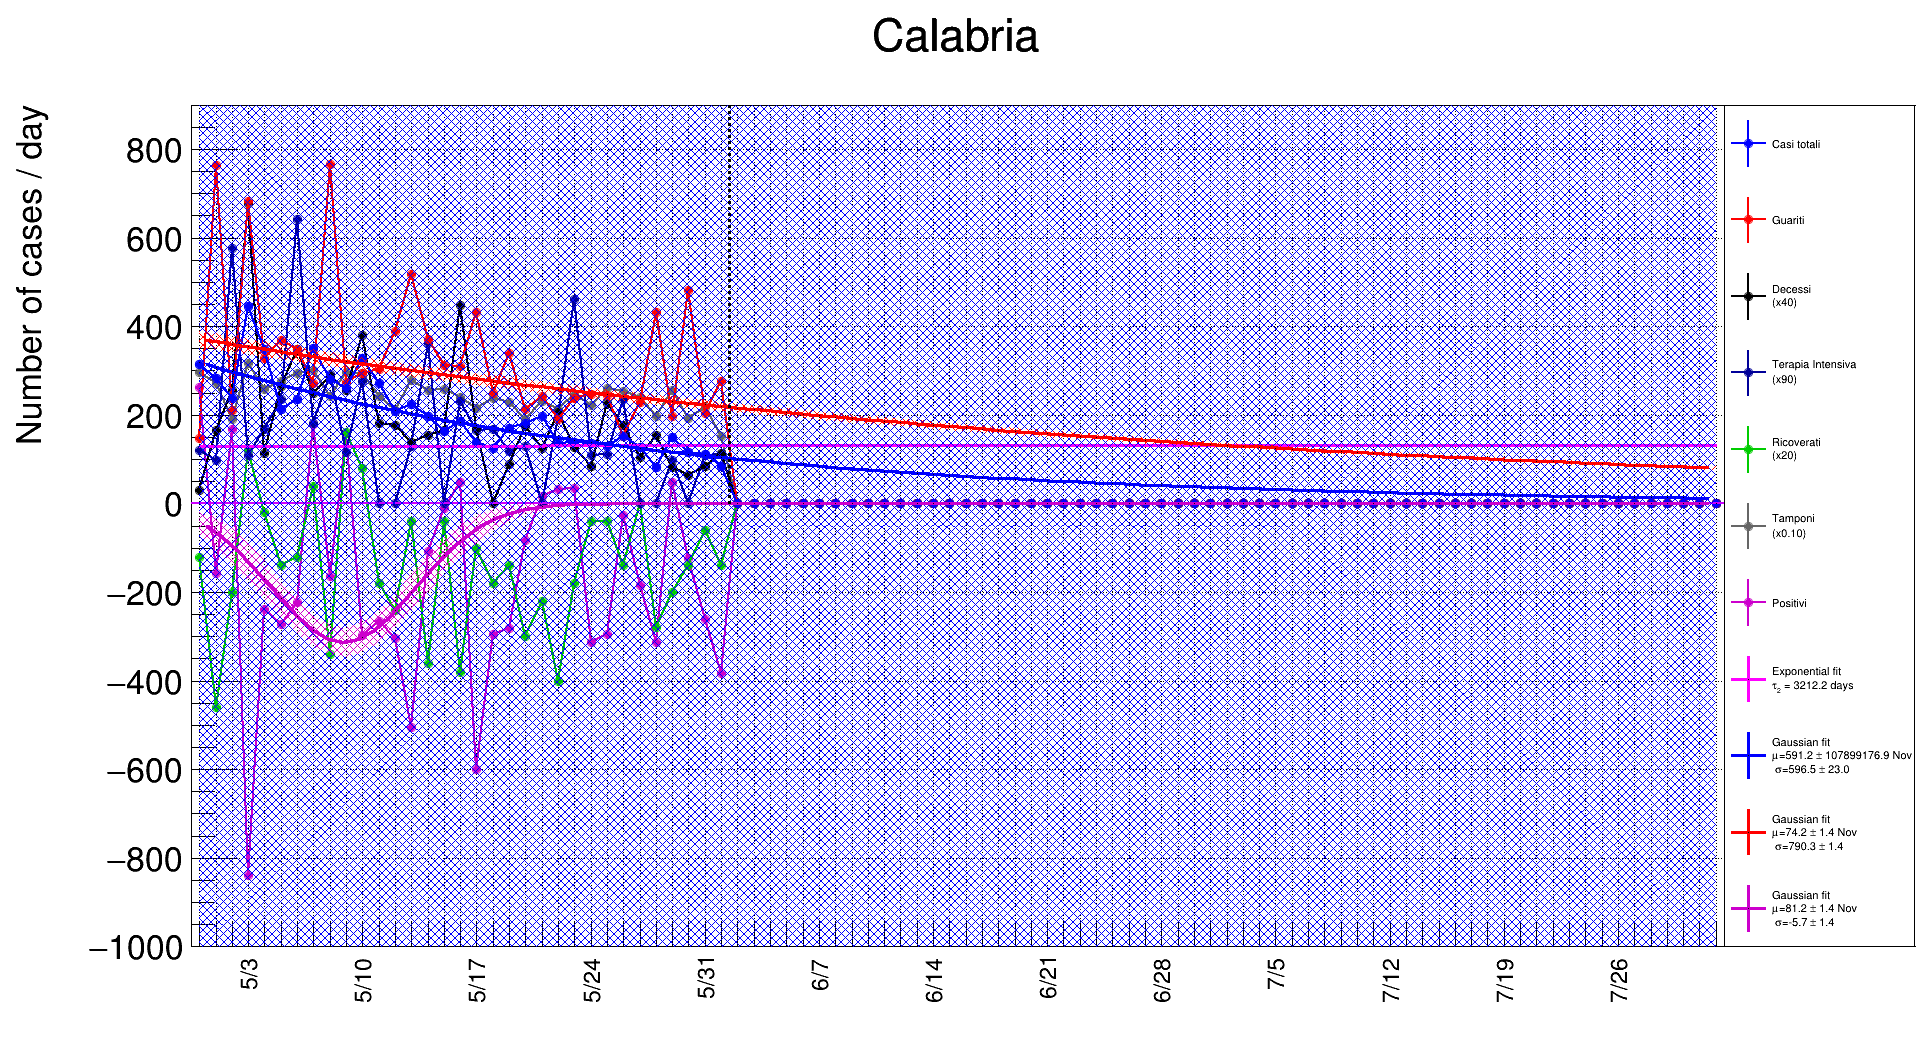 Calabria
Number of cases / day
800
600
400
200
0
−200
−400
−600
−800
−1000
5/3
5/10
5/17
5/24
5/31
6/7
6/14
6/21
6/28
7/5
7/12
7/19
7/26
Casi totali
Guariti
Decessi
(x40)
Terapia Intensiva
(x90)
Ricoverati
(x20)
Tamponi
(x0.10)
Positivi
Exponential fit
τ₂ = 3212.2 days
Gaussian fit
μ=591.2 ± 107899176.9 Nov
σ=596.5 ± 23.0
Gaussian fit
μ=74.2 ± 1.4 Nov
σ=790.3 ± 1.4
Gaussian fit
μ=81.2 ± 1.4 Nov
σ=-5.7 ± 1.4